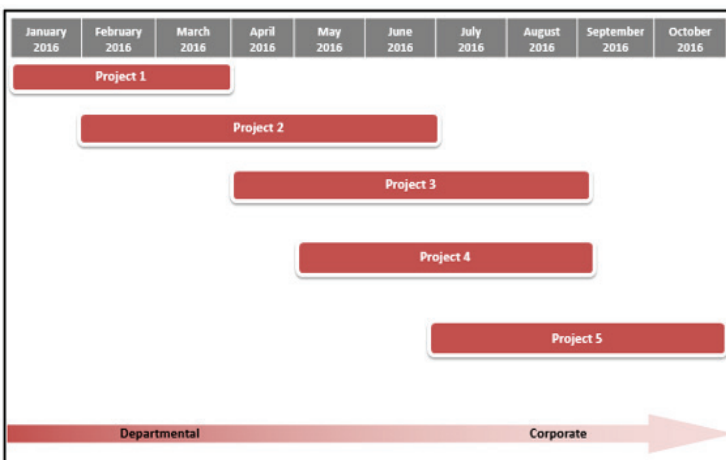 January February March April May June July August September October
2016 2016 2016 2016 2016 2016 2016 2016 2016 2016
Project 1
Project 2
Project 3
Project 4
Project 5
Departmental Corporate